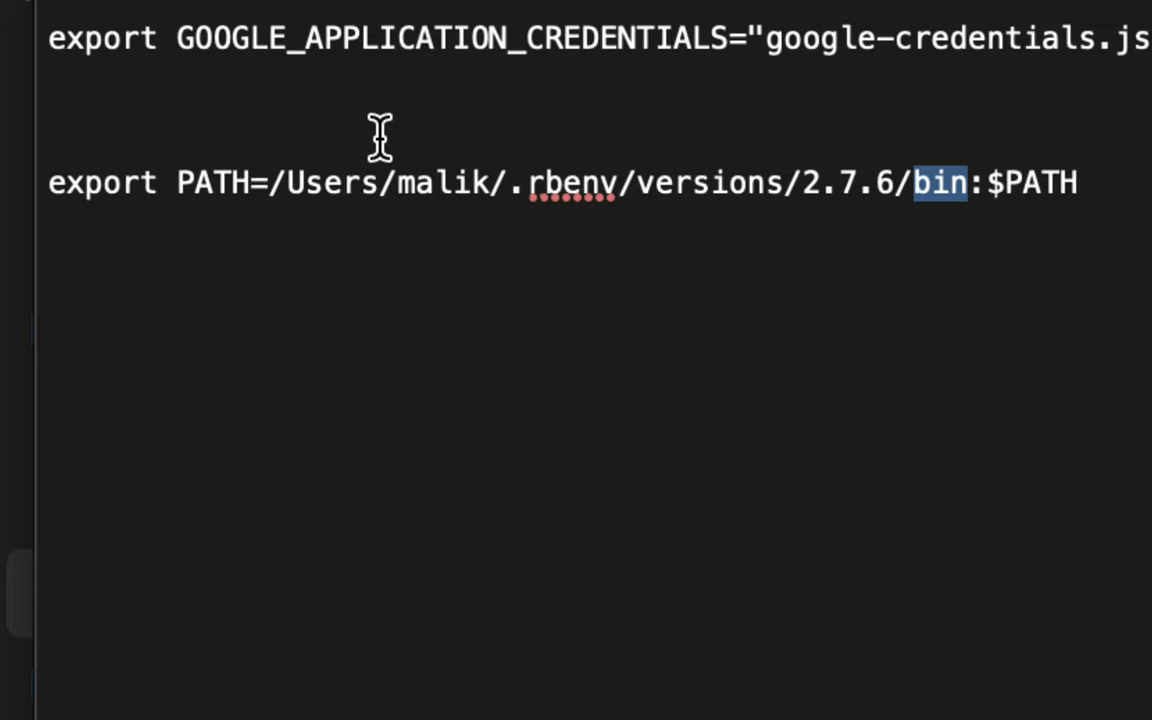 export GOOGLE_APPLICATION_CREDENTIALS="google-credentials.js
export PATH=/Users/malik/.rbenv/versions/2.7.6/bin:$PATH